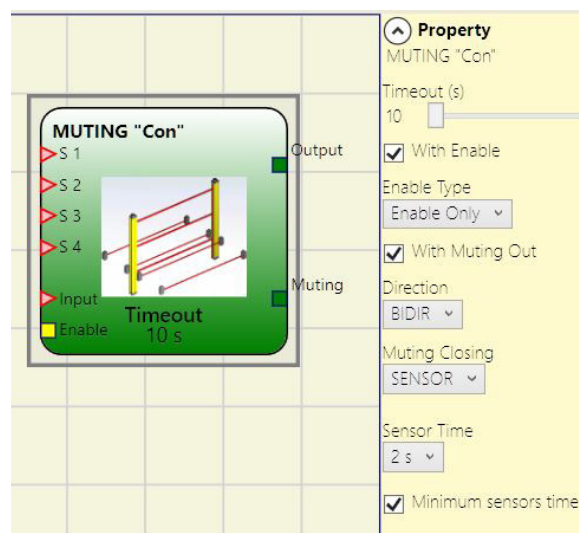 MUTING "Con"
S 1
S 2
S 3
S 4
Input
Enable
Output
Muting
Timeout
10 s
Property
MUTING "Con"
Timeout (s)
10
With Enable
Enable Type
Enable Only
With Muting Out
Direction
BIDIR
Muting Closing
SENSOR
Sensor Time
2 s
Minimum sensors time